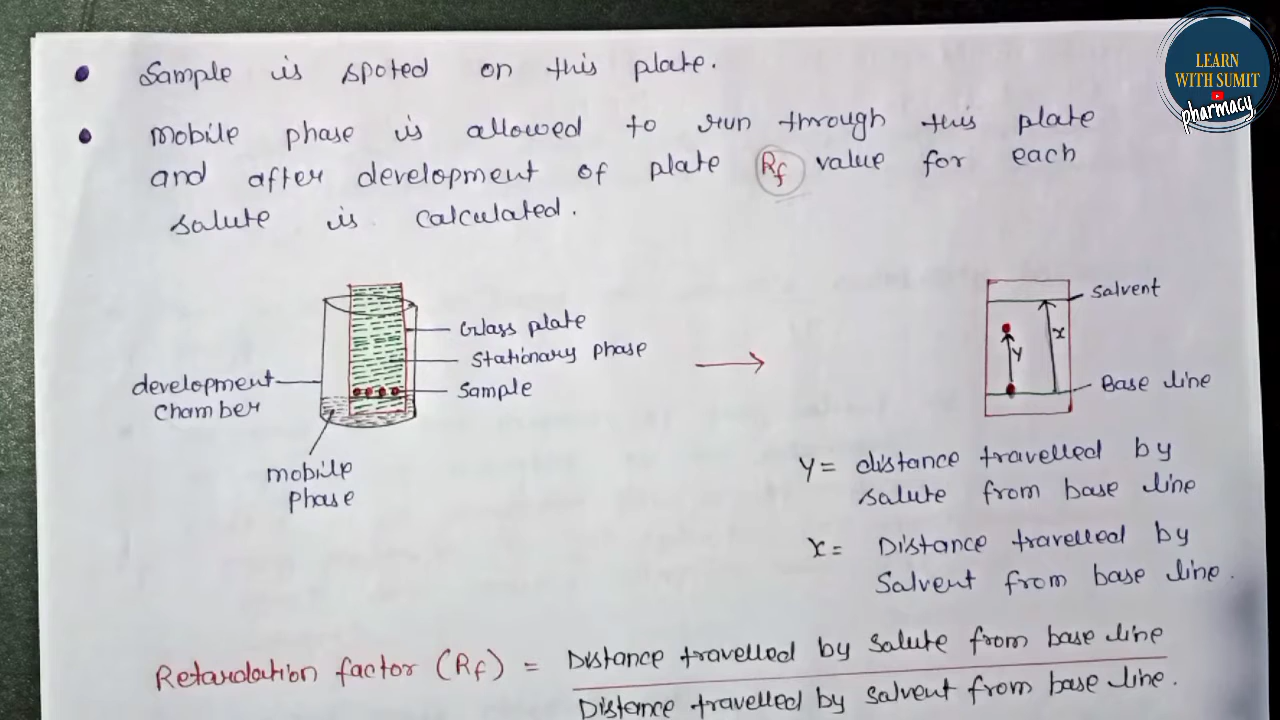 LEARN
WITH SUMIT
pharmacy
Sample is spoted on this plate.
Mobile phase is allowed to run through this plate
and after development of plate Rf value for each
salute is calculated.
Glass plate
Stationary phase
Sample
development
chamber
mobile
phase
Salvent
x
y
Base line
y = distance travelled by
salute from base line
x = Distance travelled by
Salvent from base line.
Retardation factor (Rf) = Distance travelled by salute from base line
Distance travelled by salvent from base line.